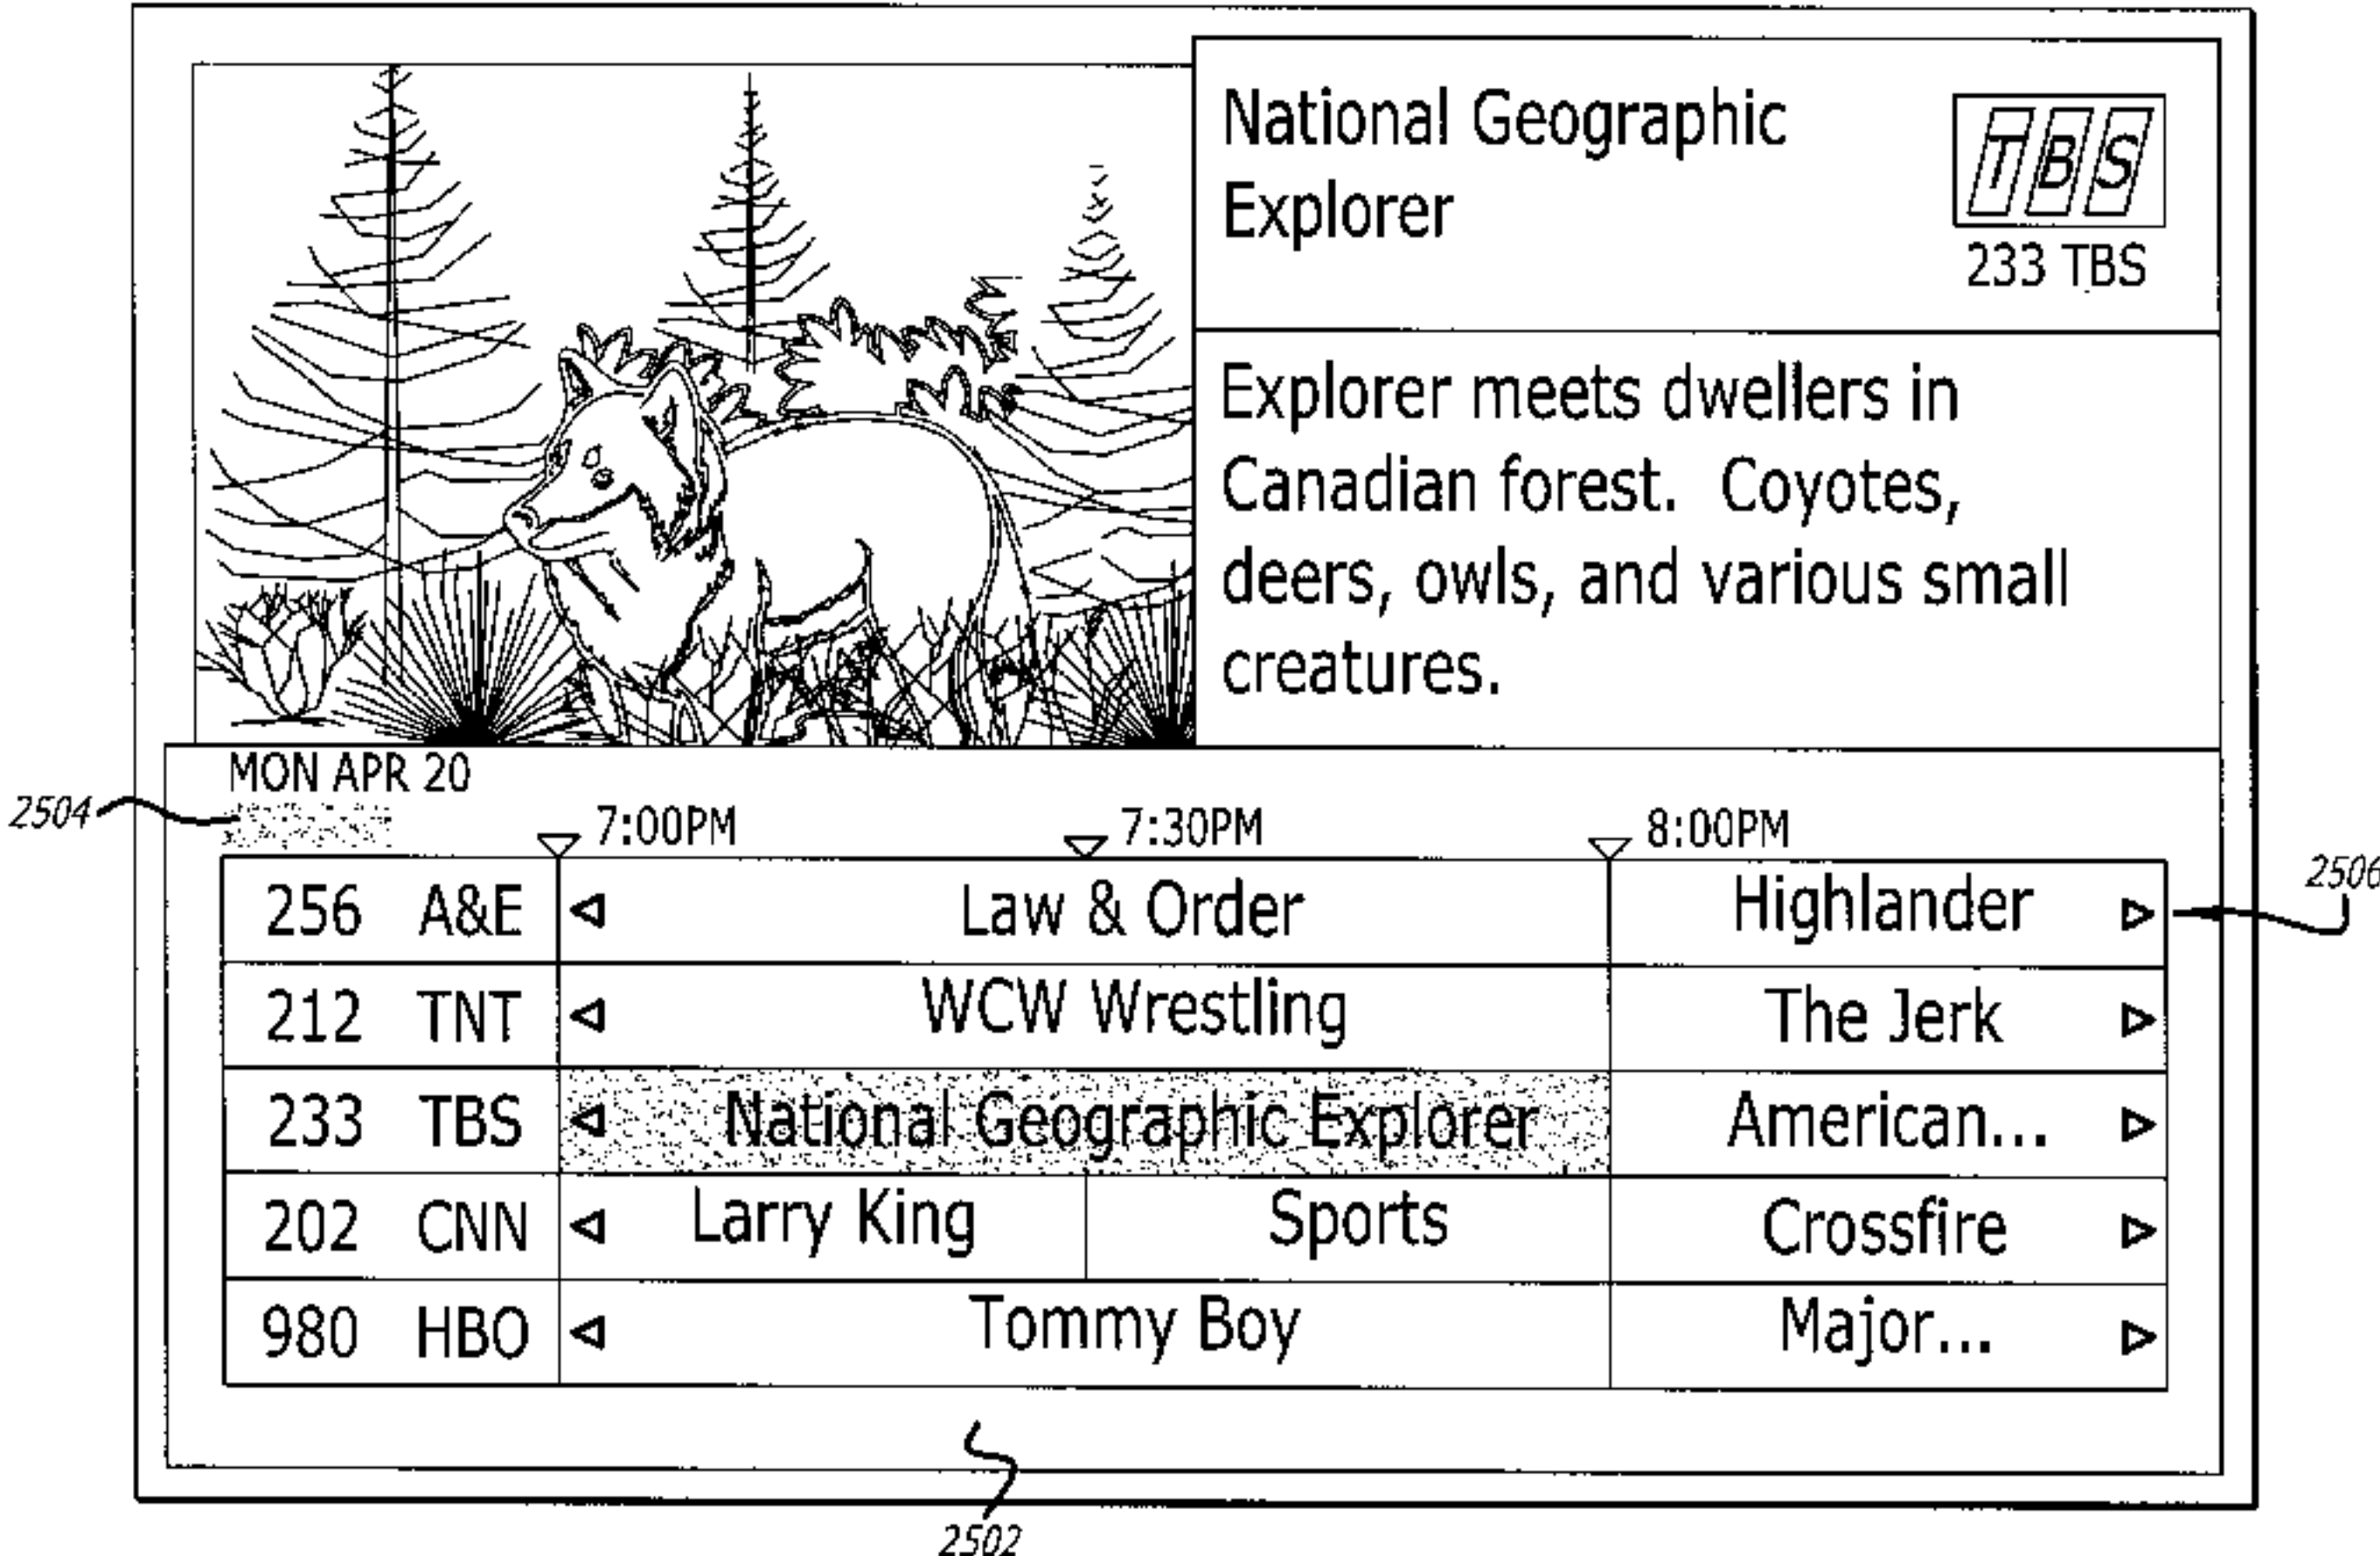 National Geographic
Explorer
TBS
233 TBS
Explorer meets dwellers in
Canadian forest.  Coyotes,
deers, owls, and various small
creatures.
MON APR 20
2504
7:00PM 7:30PM 8:00PM
256 A&E Law & Order Highlander
2506
212 TNT WCW Wrestling The Jerk
233 TBS National Geographic Explorer American...
202 CNN Larry King Sports Crossfire
980 HBO Tommy Boy Major...
2502